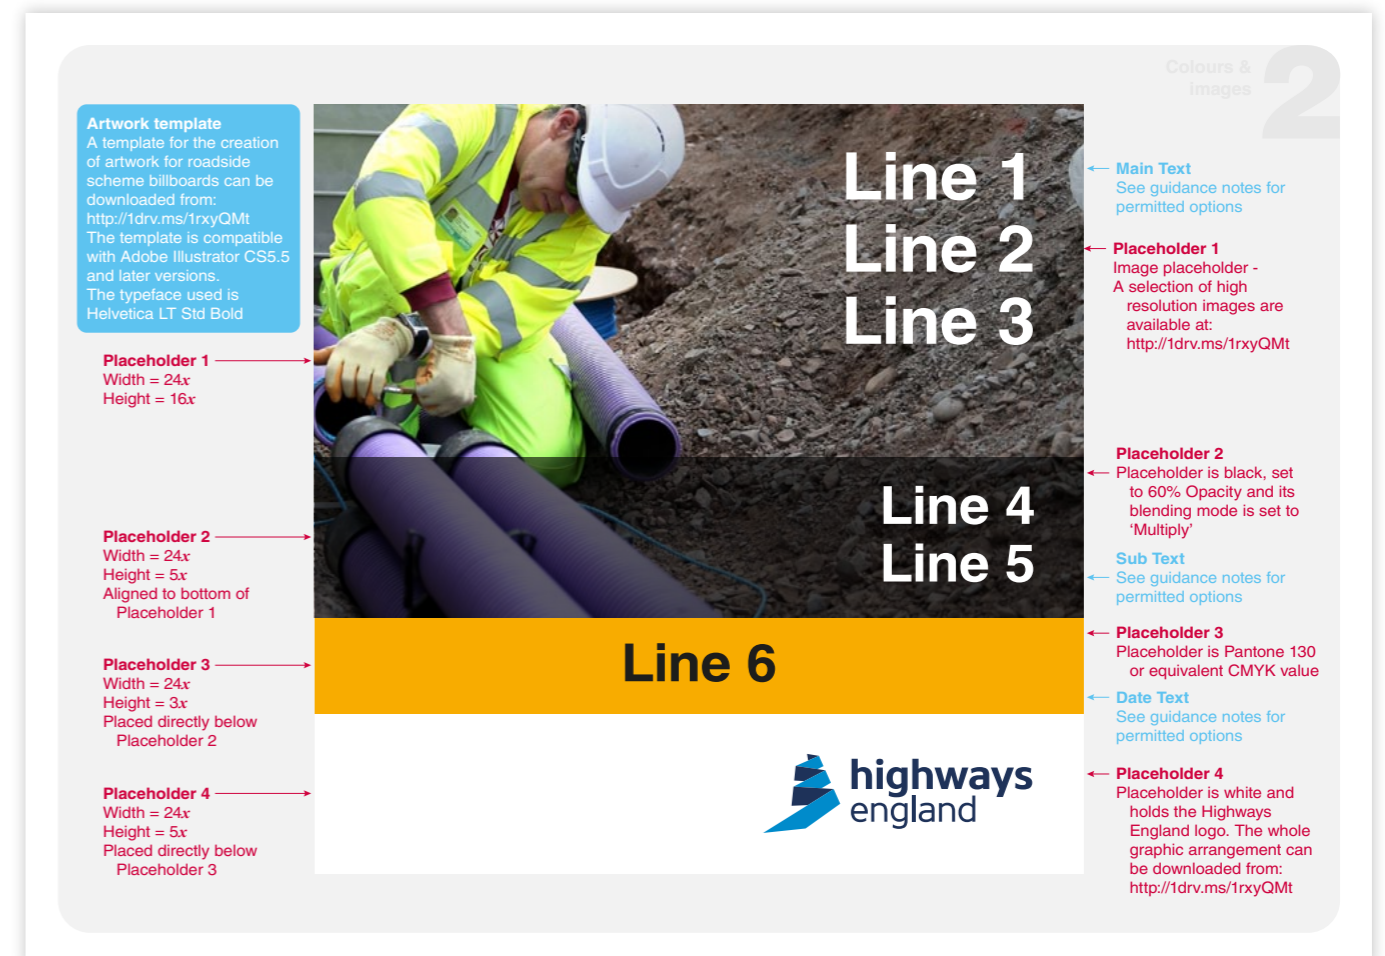 Colours &
images
2
Artwork template
A template for the creation
of artwork for roadside
scheme billboards can be
downloaded from:
http://1drv.ms/1rxyQMt
The template is compatible
with Adobe Illustrator CS5.5
and later versions.
The typeface used is
Helvetica LT Std Bold
Placeholder 1
Width = 24x
Height = 16x
Placeholder 2
Width = 24x
Height = 5x
Aligned to bottom of
Placeholder 1
Placeholder 3
Width = 24x
Height = 3x
Placed directly below
Placeholder 2
Placeholder 4
Width = 24x
Height = 5x
Placed directly below
Placeholder 3
Line 1
Line 2
Line 3
Line 4
Line 5
Line 6
highways
england
Main Text
See guidance notes for
permitted options
Placeholder 1
Image placeholder -
A selection of high
resolution images are
available at:
http://1drv.ms/1rxyQMt
Placeholder 2
Placeholder is black, set
to 60% Opacity and its
blending mode is set to
‘Multiply’
Sub Text
See guidance notes for
permitted options
Placeholder 3
Placeholder is Pantone 130
or equivalent CMYK value
Date Text
See guidance notes for
permitted options
Placeholder 4
Placeholder is white and
holds the Highways
England logo. The whole
graphic arrangement can
be downloaded from:
http://1drv.ms/1rxyQMt